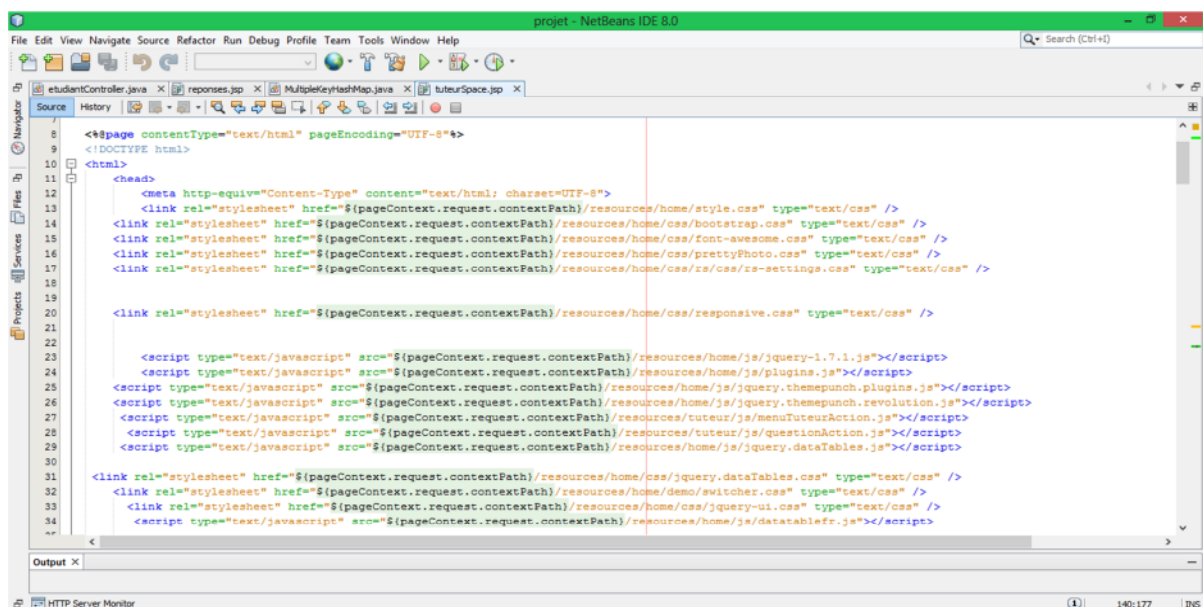 projet - NetBeans IDE 8.0
File Edit View Navigate Source Refactor Run Debug Profile Team Tools Window Help
Search (Ctrl+I)
etudiantController.java reponses.jsp MultipleKeyHashMap.java tuteurSpace.jsp
Source History
Navigator
Files
Services
Projects
7
8 <%@page contentType="text/html" pageEncoding="UTF-8"%>
9 <!DOCTYPE html>
10 <html>
11 <head>
12 <meta http-equiv="Content-Type" content="text/html; charset=UTF-8">
13 <link rel="stylesheet" href="${pageContext.request.contextPath}/resources/home/style.css" type="text/css" />
14 <link rel="stylesheet" href="${pageContext.request.contextPath}/resources/home/css/bootstrap.css" type="text/css" />
15 <link rel="stylesheet" href="${pageContext.request.contextPath}/resources/home/css/font-awesome.css" type="text/css" />
16 <link rel="stylesheet" href="${pageContext.request.contextPath}/resources/home/css/prettyPhoto.css" type="text/css" />
17 <link rel="stylesheet" href="${pageContext.request.contextPath}/resources/home/css/rs/css/rs-settings.css" type="text/css" />
18
19
20 <link rel="stylesheet" href="${pageContext.request.contextPath}/resources/home/css/responsive.css" type="text/css" />
21
22
23 <script type="text/javascript" src="${pageContext.request.contextPath}/resources/home/js/jquery-1.7.1.js"></script>
24 <script type="text/javascript" src="${pageContext.request.contextPath}/resources/home/js/plugins.js"></script>
25 <script type="text/javascript" src="${pageContext.request.contextPath}/resources/home/js/jquery.themepunch.plugins.js"></script>
26 <script type="text/javascript" src="${pageContext.request.contextPath}/resources/home/js/jquery.themepunch.revolution.js"></script>
27 <script type="text/javascript" src="${pageContext.request.contextPath}/resources/tuteur/js/menuTuteurAction.js"></script>
28 <script type="text/javascript" src="${pageContext.request.contextPath}/resources/tuteur/js/questionAction.js"></script>
29 <script type="text/javascript" src="${pageContext.request.contextPath}/resources/home/js/jquery.dataTables.js"></script>
30
31 <link rel="stylesheet" href="${pageContext.request.contextPath}/resources/home/css/jquery.dataTables.css" type="text/css" />
32 <link rel="stylesheet" href="${pageContext.request.contextPath}/resources/home/demo/switcher.css" type="text/css" />
33 <link rel="stylesheet" href="${pageContext.request.contextPath}/resources/home/css/jquery-ui.css" type="text/css" />
34 <script type="text/javascript" src="${pageContext.request.contextPath}/resources/home/js/datatablefr.js"></script>
Output
HTTP Server Monitor
1 140:177 INS